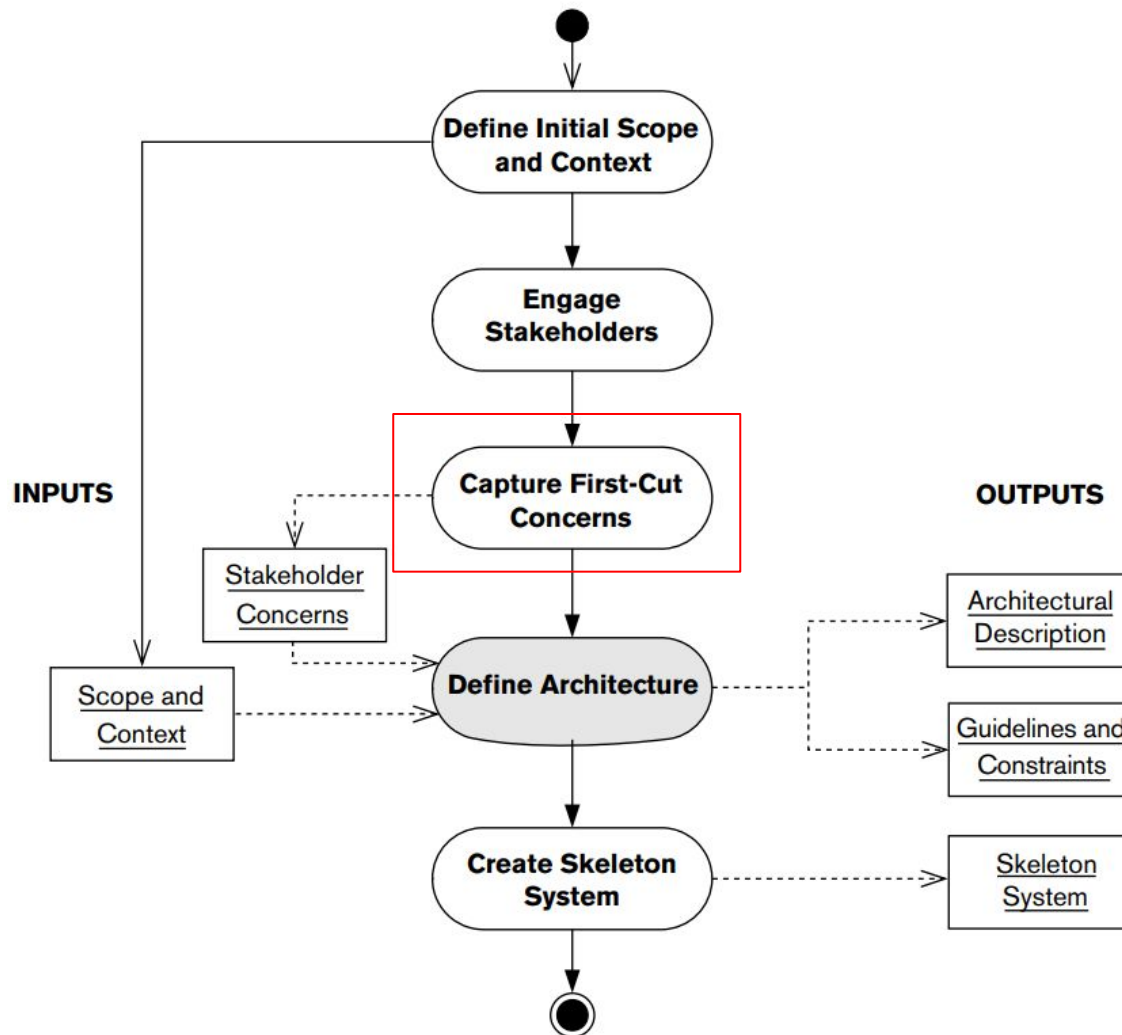 Define Initial Scope
and Context
Engage
Stakeholders
INPUTS
Capture First-Cut
Concerns
OUTPUTS
Stakeholder
Concerns
Architectural
Description
Scope and
Context
Define Architecture
Guidelines and
Constraints
Create Skeleton
System
Skeleton
System